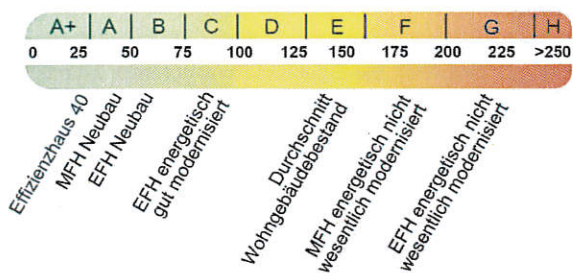 A+ A B C D E F G H
0 25 50 75 100 125 150 175 200 225 >250
Effizienzhaus 40
MFH Neubau
EFH Neubau
EFH energetisch
gut modernisiert
Durchschnitt
Wohngebäudebestand
MFH energetisch nicht
wesentlich modernisiert
EFH energetisch nicht
wesentlich modernisiert